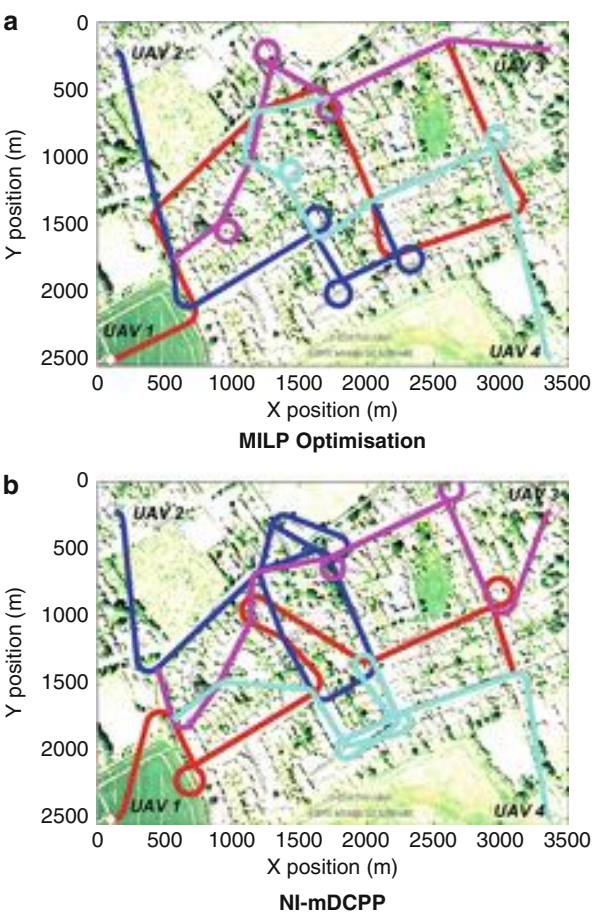 a
0
500
1000
1500
2000
2500
Y position (m)
UAV 2
UAV 3
UAV 1
UAV 4
0 500 1000 1500 2000 2500 3000 3500
X position (m)
MILP Optimisation
b
0
500
1000
1500
2000
2500
Y position (m)
UAV 2
UAV 3
UAV 1
UAV 4
0 500 1000 1500 2000 2500 3000 3500
X position (m)
NI-mDCPP